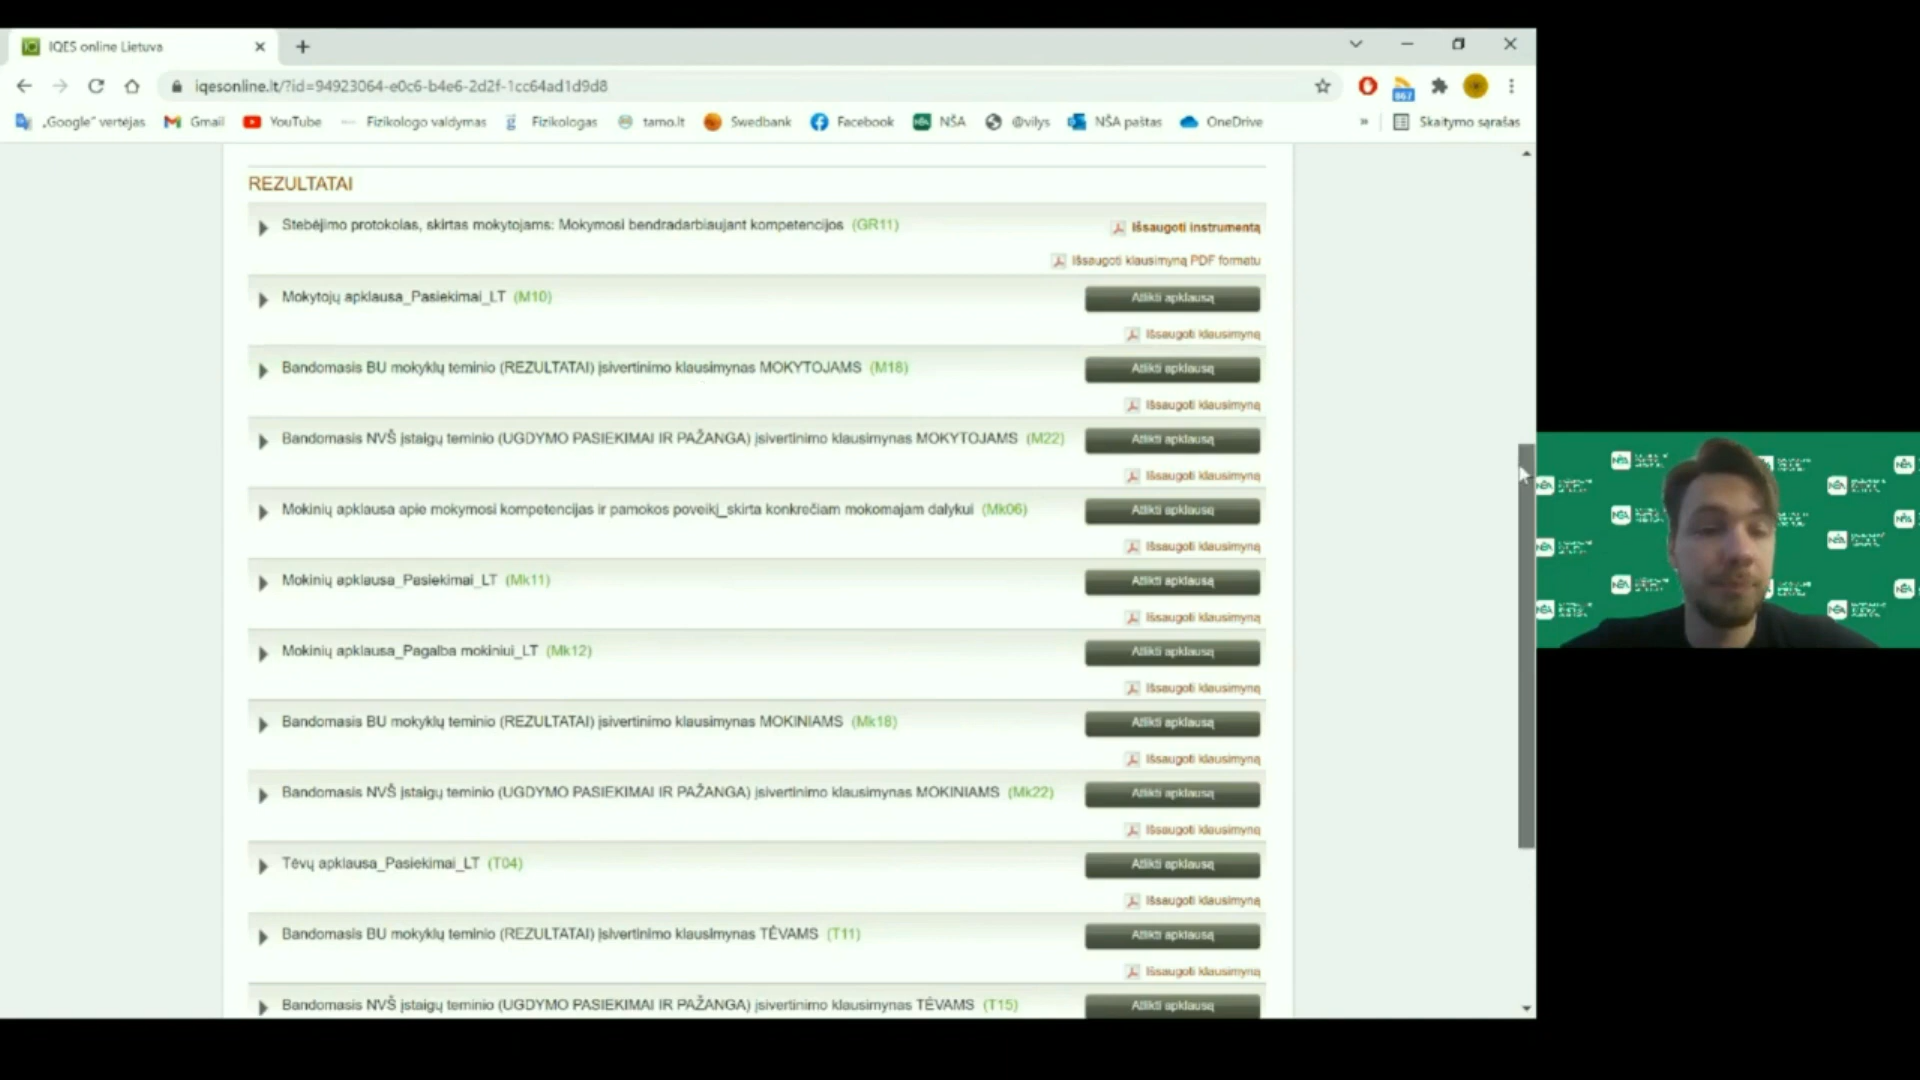 IQES online Lietuva
iqesonline.lt/?id=94923064-e0c6-b4e6-2d2f-1cc64ad1d9d8
867
„Google“ vertėjas
Gmail
YouTube
Fizikologo valdymas
Fizikologas
tamo.lt
Swedbank
Facebook
NŠA
@vilys
NŠA paštas
OneDrive
»
Skaitymo sąrašas
REZULTATAI
Stebėjimo protokolas, skirtas mokytojams: Mokymosi bendradarbiaujant kompetencijos (GR11)
Išsaugoti instrumentą
Išsaugoti klausimyną PDF formatu
Mokytojų apklausa_Pasiekimai_LT (M10)
Atlikti apklausą
Išsaugoti klausimyną
Bandomasis BU mokyklų teminio (REZULTATAI) įsivertinimo klausimynas MOKYTOJAMS (M18)
Atlikti apklausą
Išsaugoti klausimyną
Bandomasis NVŠ įstaigų teminio (UGDYMO PASIEKIMAI IR PAŽANGA) įsivertinimo klausimynas MOKYTOJAMS (M22)
Atlikti apklausą
Išsaugoti klausimyną
Mokinių apklausa apie mokymosi kompetencijas ir pamokos poveikį_skirta konkrečiam mokomajam dalykui (Mk06)
Atlikti apklausą
Išsaugoti klausimyną
Mokinių apklausa_Pasiekimai_LT (Mk11)
Atlikti apklausą
Išsaugoti klausimyną
Mokinių apklausa_Pagalba mokiniui_LT (Mk12)
Atlikti apklausą
Išsaugoti klausimyną
Bandomasis BU mokyklų teminio (REZULTATAI) įsivertinimo klausimynas MOKINIAMS (Mk18)
Atlikti apklausą
Išsaugoti klausimyną
Bandomasis NVŠ įstaigų teminio (UGDYMO PASIEKIMAI IR PAŽANGA) įsivertinimo klausimynas MOKINIAMS (Mk22)
Atlikti apklausą
Išsaugoti klausimyną
Tėvų apklausa_Pasiekimai_LT (T04)
Atlikti apklausą
Išsaugoti klausimyną
Bandomasis BU mokyklų teminio (REZULTATAI) įsivertinimo klausimynas TĖVAMS (T11)
Atlikti apklausą
Išsaugoti klausimyną
Bandomasis NVŠ įstaigų teminio (UGDYMO PASIEKIMAI IR PAŽANGA) įsivertinimo klausimynas TĖVAMS (T15)
Atlikti apklausą